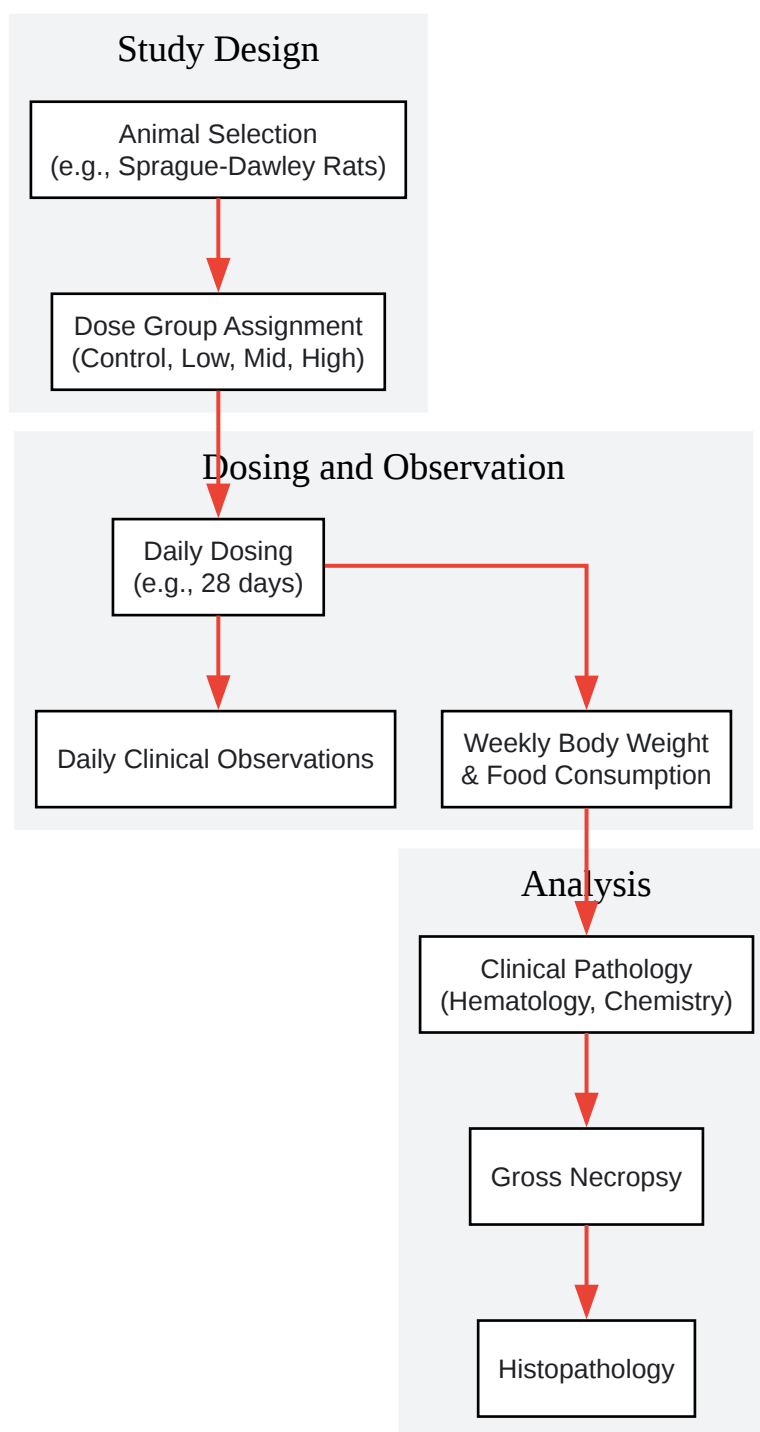 Study Design
Animal Selection
(e.g., Sprague-Dawley Rats)
Dose Group Assignment
(Control, Low, Mid, High)
Dosing and Observation
Daily Dosing
(e.g., 28 days)
Daily Clinical Observations
Weekly Body Weight
& Food Consumption
Analysis
Clinical Pathology
(Hematology, Chemistry)
Gross Necropsy
Histopathology